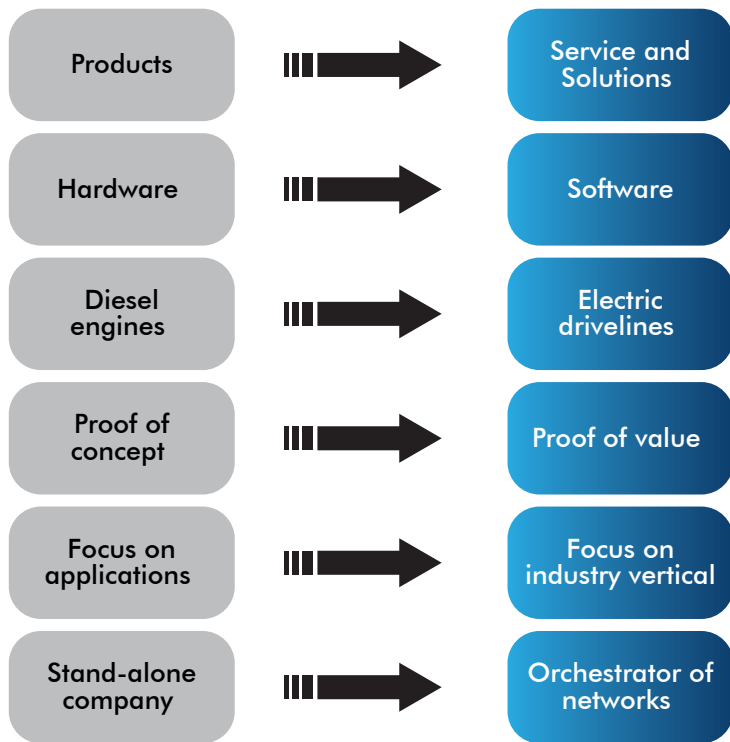 Products
Service and
Solutions
Hardware
Software
Diesel
engines
Electric
drivelines
Proof of
concept
Proof of value
Focus on
applications
Focus on
industry vertical
Stand-alone
company
Orchestrator of
networks